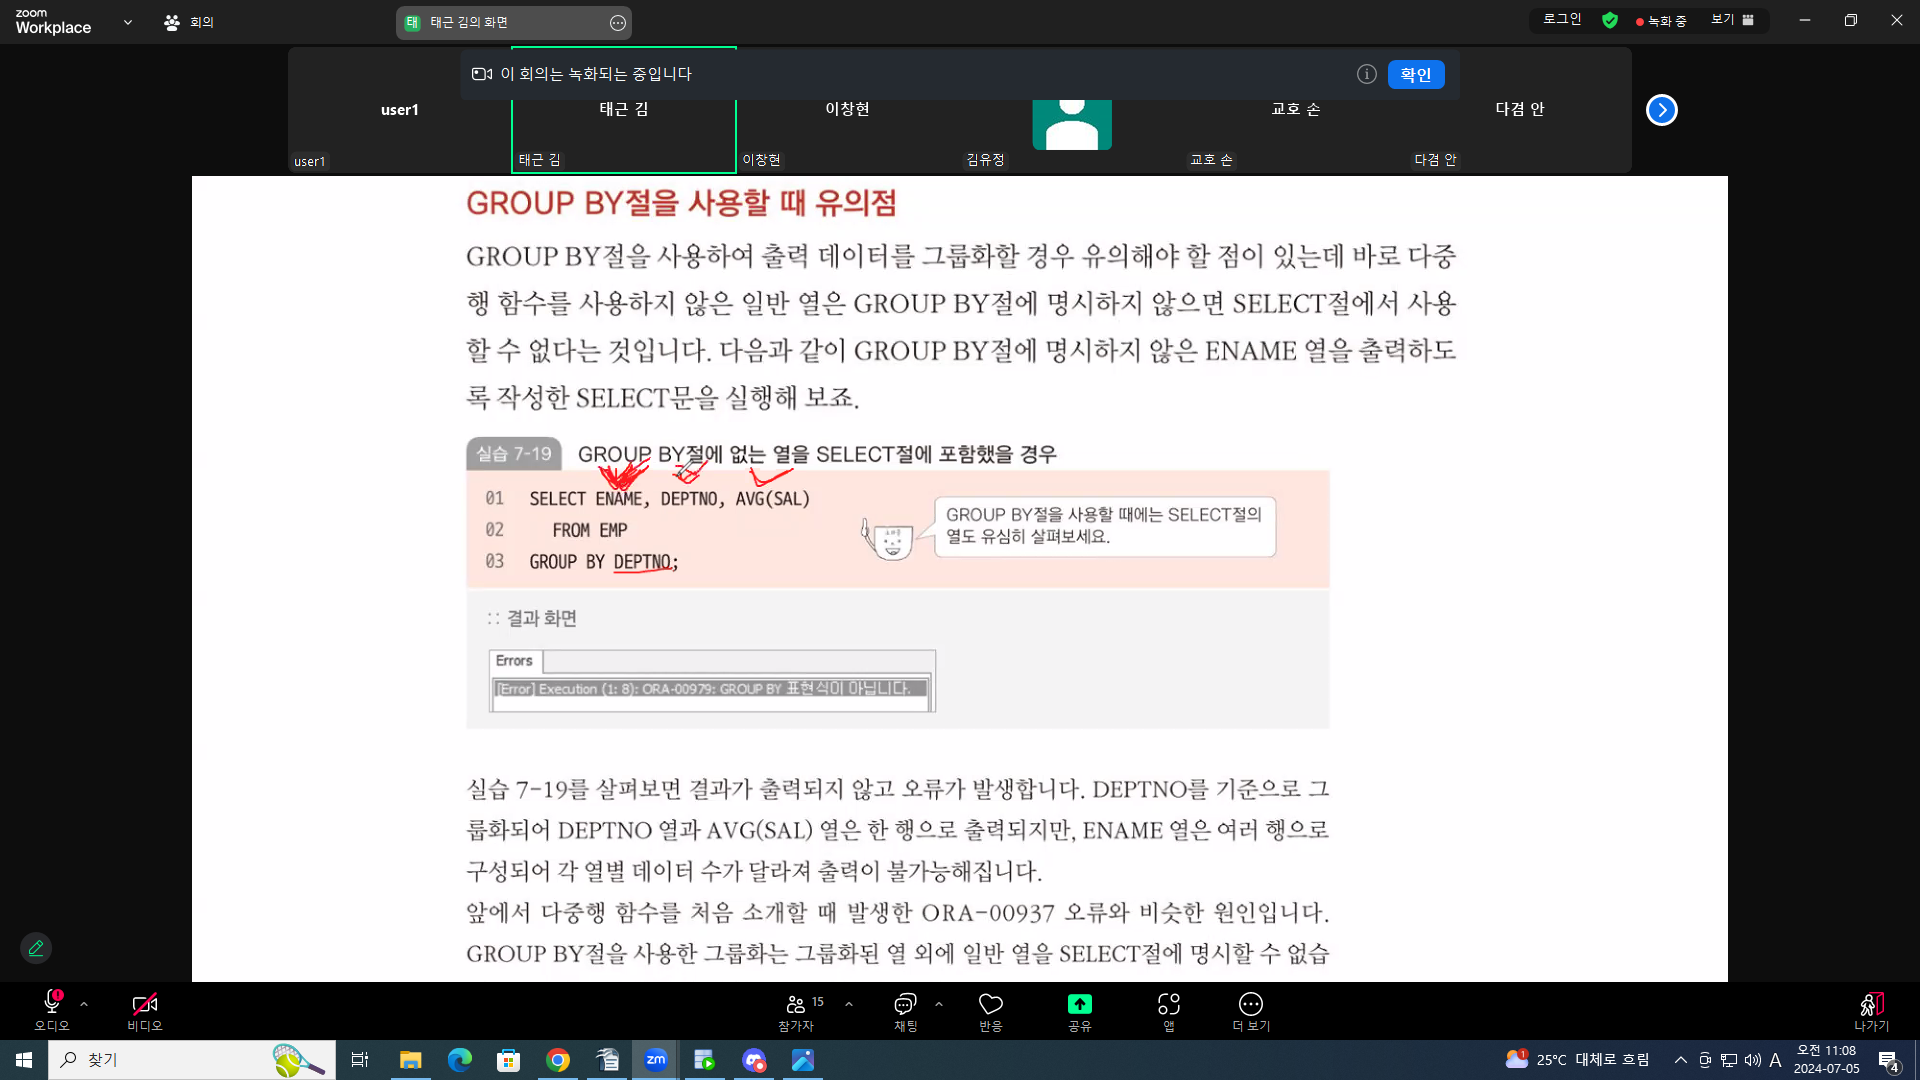 zoom
Workplace
회의
태 태근 김의 화면
로그인
녹화 중
보기
이 회의는 녹화되는 중입니다
확인
user1
태근 김
이창현
교호 손
다겸 안
user1
태근 김
이창현
김유정
교호 손
다겸 안
GROUP BY절을 사용할 때 유의점
GROUP BY절을 사용하여 출력 데이터를 그룹화할 경우 유의해야 할 점이 있는데 바로 다중
행 함수를 사용하지 않은 일반 열은 GROUP BY절에 명시하지 않으면 SELECT절에서 사용
할 수 없다는 것입니다. 다음과 같이 GROUP BY절에 명시하지 않은 ENAME 열을 출력하도
록 작성한 SELECT문을 실행해 보죠.
실습 7-19 GROUP BY절에 없는 열을 SELECT절에 포함했을 경우
01 SELECT ENAME, DEPTNO, AVG(SAL)
02 FROM EMP
03 GROUP BY DEPTNO;
GROUP BY절을 사용할 때에는 SELECT절의
열도 유심히 살펴보세요.
:: 결과 화면
Errors
[Error] Execution (1: 8): ORA-00979: GROUP BY 표현식이 아닙니다.
실습 7-19를 살펴보면 결과가 출력되지 않고 오류가 발생합니다. DEPTNO를 기준으로 그
룹화되어 DEPTNO 열과 AVG(SAL) 열은 한 행으로 출력되지만, ENAME 열은 여러 행으로
구성되어 각 열별 데이터 수가 달라져 출력이 불가능해집니다.
앞에서 다중행 함수를 처음 소개할 때 발생한 ORA-00937 오류와 비슷한 원인입니다.
GROUP BY절을 사용한 그룹화는 그룹화된 열 외에 일반 열을 SELECT절에 명시할 수 없습
오디오
비디오
15
참가자
채팅
반응
공유
앱
더 보기
나가기
찾기
zm
1
25°C 대체로 흐림
A
오전 11:08
2024-07-05
4